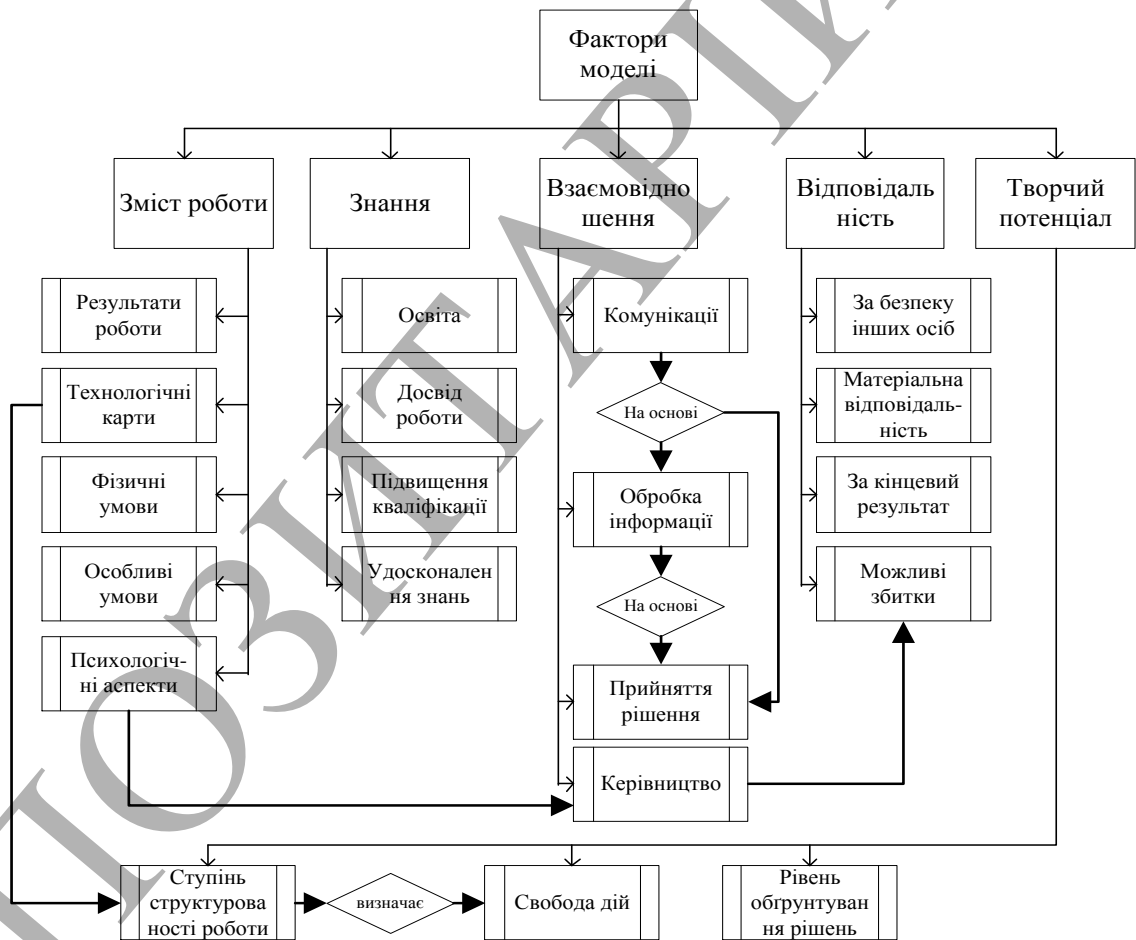 Фактори
моделі
Зміст роботи
Знання
Взаємовідно
шення
Відповідаль
ність
Творчий
потенціал
Результати
роботи
Технологічні
карти
Фізичні
умови
Особливі
умови
Психологіч-
ні аспекти
Освіта
Досвід
роботи
Підвищення
кваліфікації
Удосконален
ня знань
Комунікації
На основі
Обробка
інформації
На основі
Прийняття
рішення
Керівництво
За безпеку
інших осіб
Матеріальна
відповідаль-
ність
За кінцевий
результат
Можливі
збитки
Ступінь
структурова
ності роботи
визначає
Свобода дій
Рівень
обґрунтуван
ня рішень
ПОЗИТАРІЙ